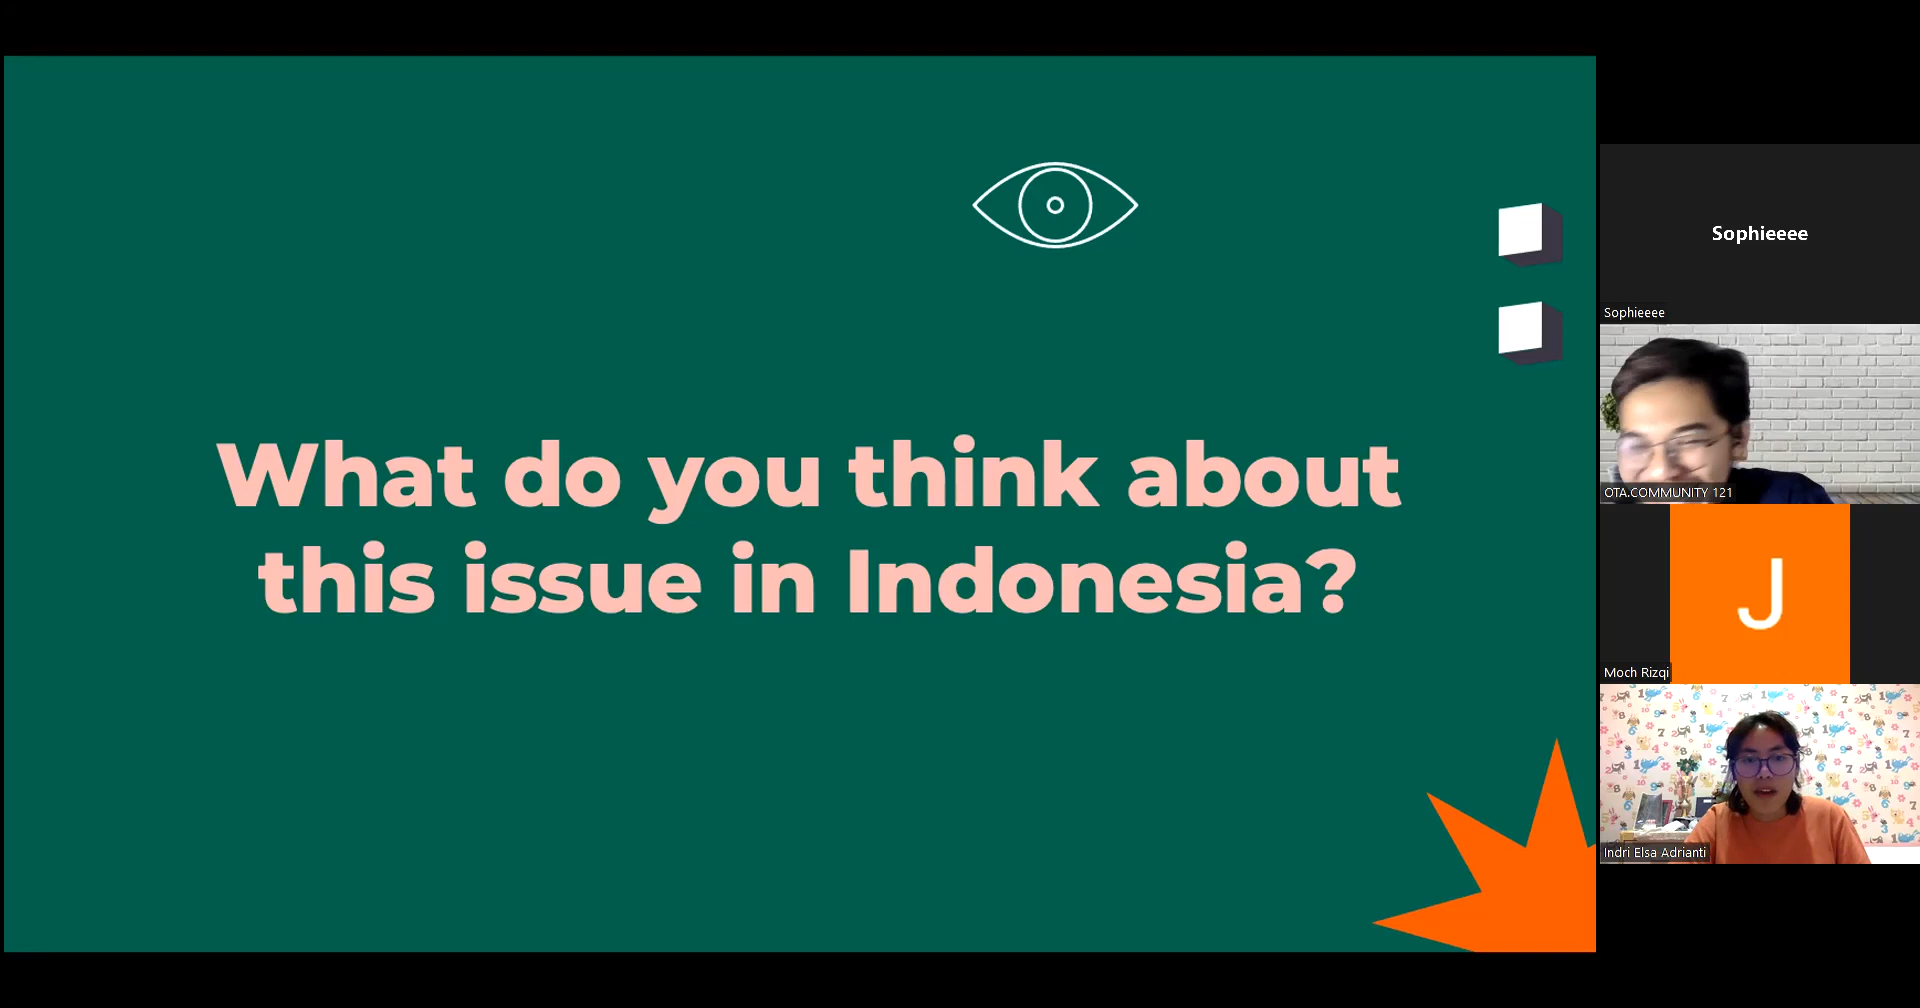 What do you think about
this issue in Indonesia?
Sophieeee
Sophieeee
OTA.COMMUNITY 121
J
Moch Rizqi
Indri Elsa Adrianti